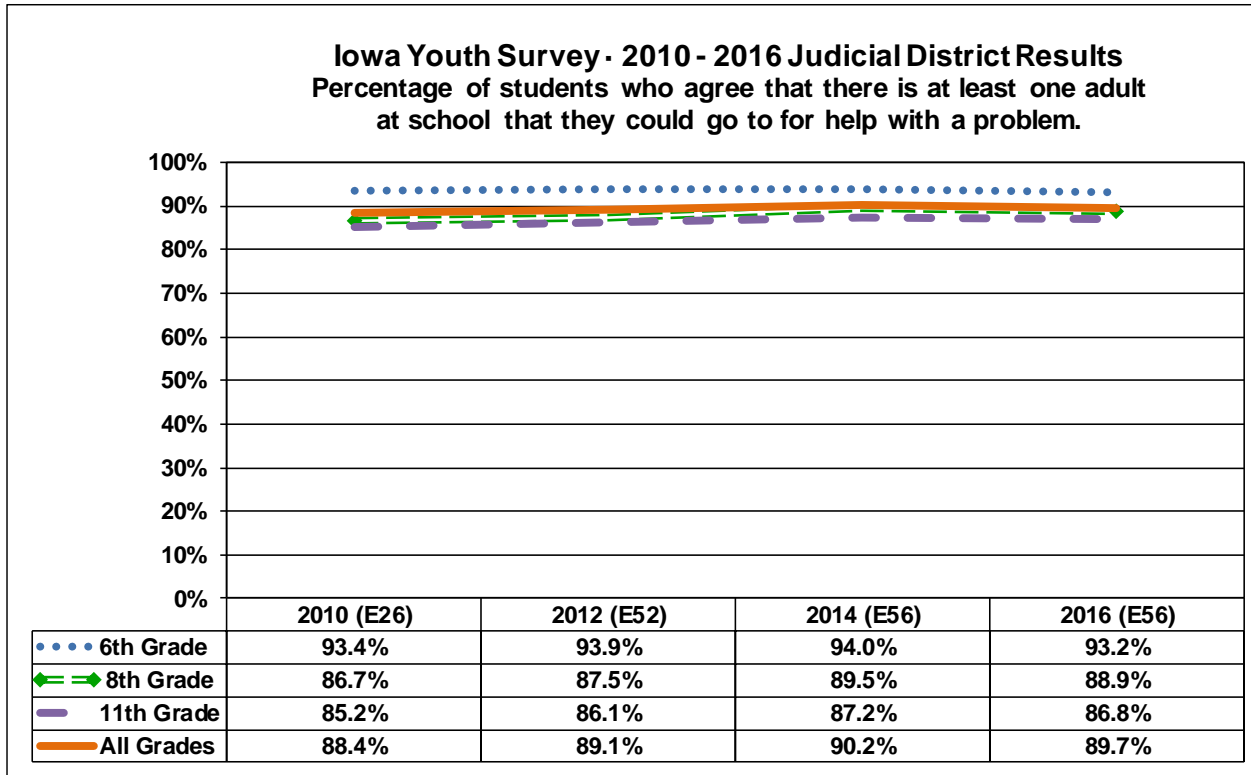 Iowa Youth Survey · 2010 - 2016 Judicial District Results
Percentage of students who agree that there is at least one adult
at school that they could go to for help with a problem.
100%
90%
80%
70%
60%
50%
40%
30%
20%
10%
0%
2010 (E26) 2012 (E52) 2014 (E56) 2016 (E56)
6th Grade 93.4% 93.9% 94.0% 93.2%
8th Grade 86.7% 87.5% 89.5% 88.9%
11th Grade 85.2% 86.1% 87.2% 86.8%
All Grades 88.4% 89.1% 90.2% 89.7%